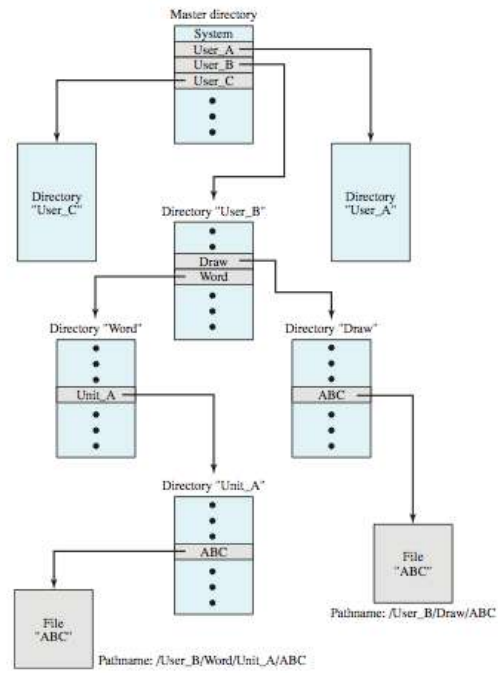 Master directory
System
User_A
User_B
User_C
Directory
"User_C"
Directory
"User_A"
Directory "User_B"
Draw
Word
Directory "Word"
Directory "Draw"
Unit_A
ABC
Directory "Unit_A"
ABC
File
"ABC"
Pathname: /User_B/Draw/ABC
File
"ABC"
Pathname: /User_B/Word/Unit_A/ABC